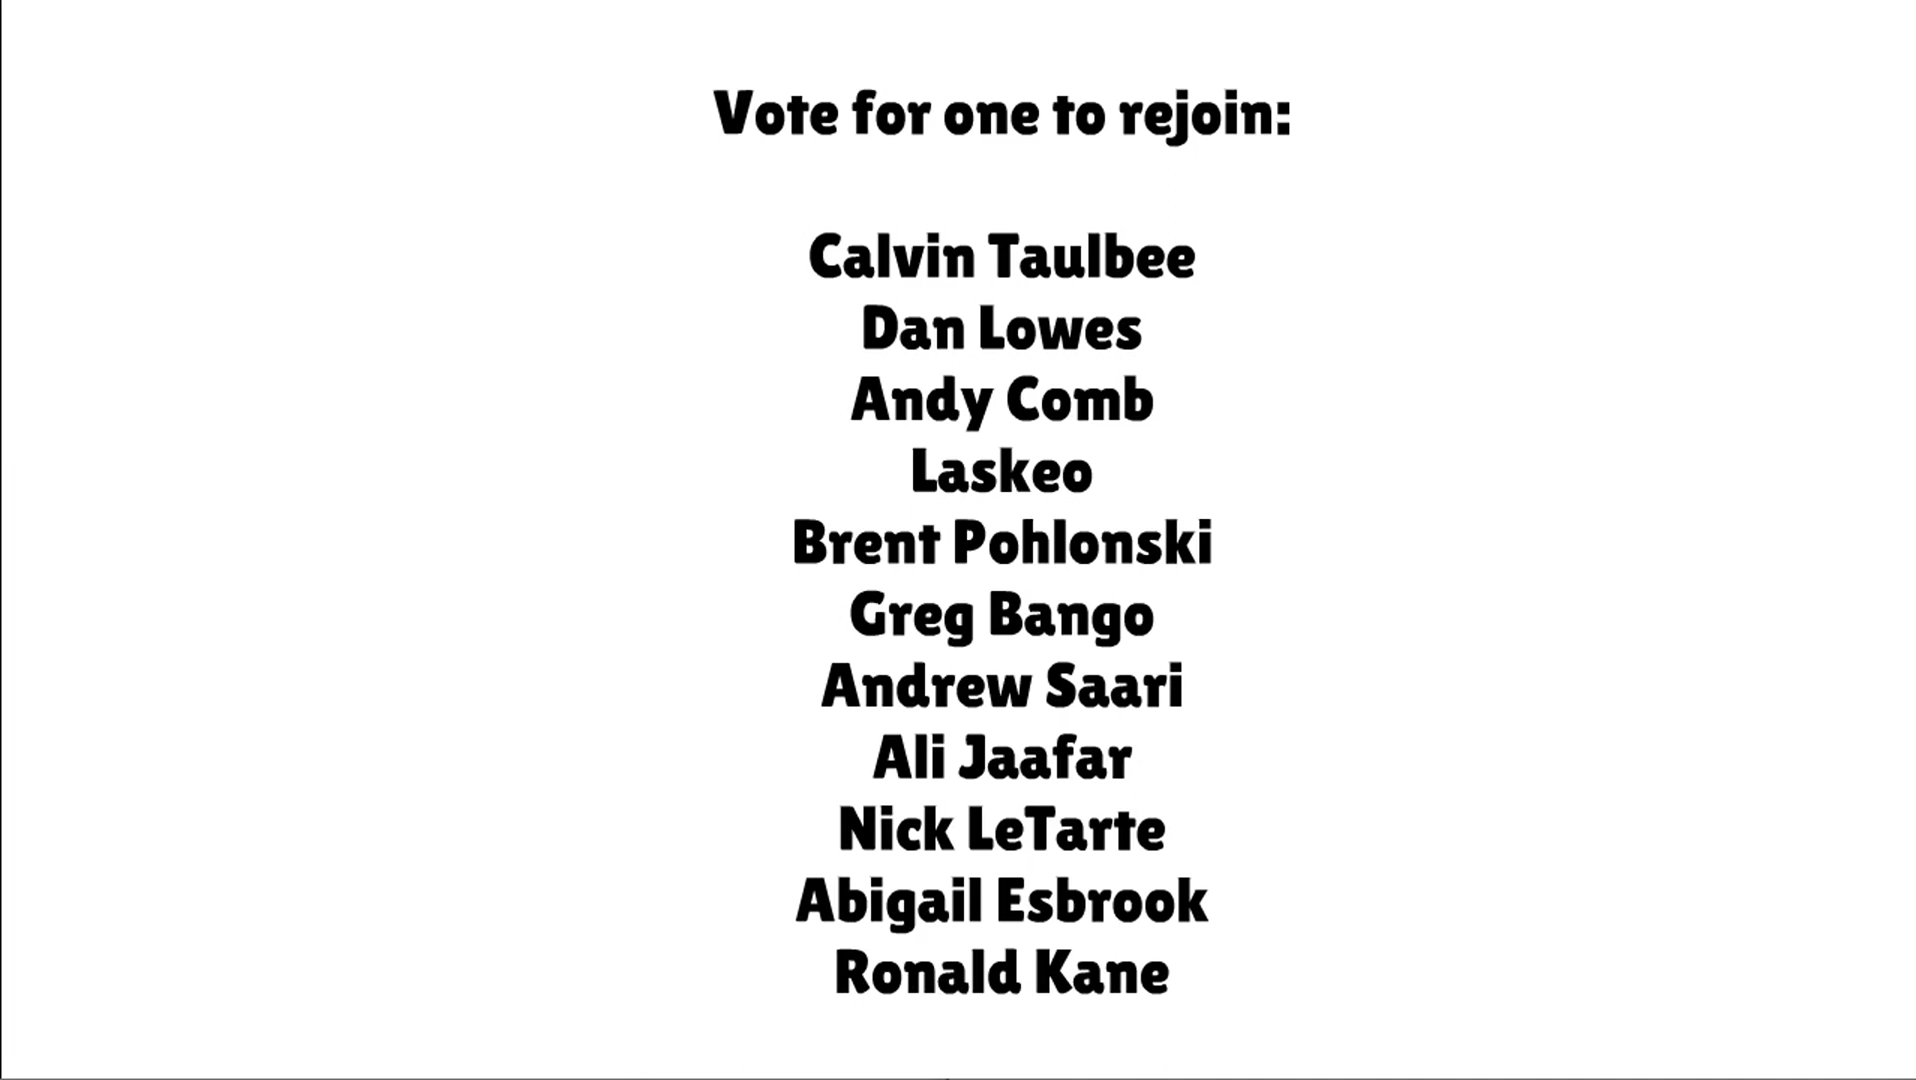 Vote for one to rejoin:
Calvin Taulbee
Dan Lowes
Andy Comb
Laskeo
Brent Pohlonski
Greg Bango
Andrew Saari
Ali Jaafar
Nick LeTarte
Abigail Esbrook
Ronald Kane